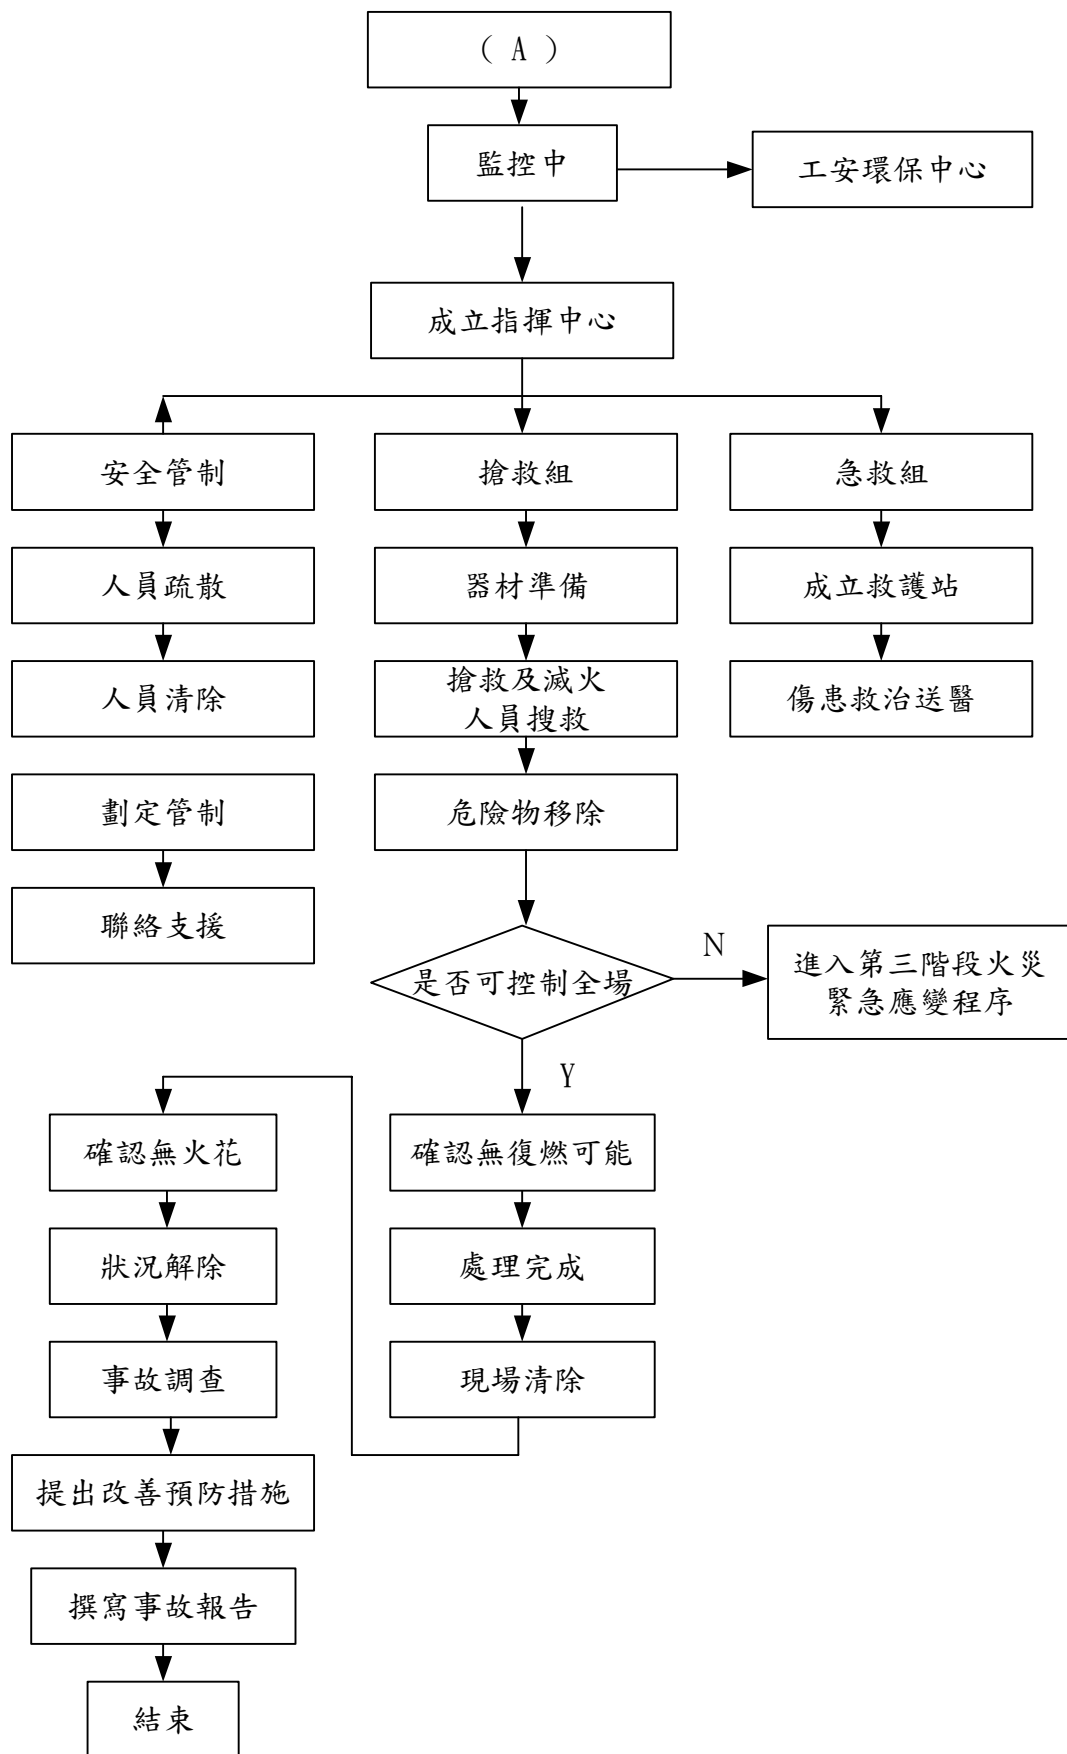 ( A )
監控中
工安環保中心
成立指揮中心
安全管制
搶救組
急救組
人員疏散
器材準備
成立救護站
人員清除
搶救及滅火
人員搜救
傷患救治送醫
劃定管制
危險物移除
聯絡支援
是否可控制全場
N
進入第三階段火災
緊急應變程序
Y
確認無火花
確認無復燃可能
狀況解除
處理完成
事故調查
現場清除
提出改善預防措施
撰寫事故報告
結束